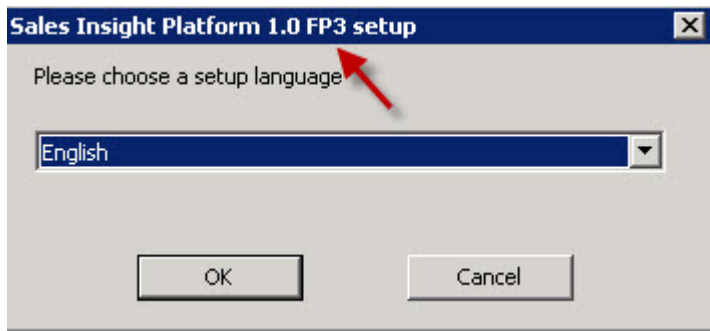 Sales Insight Platform 1.0 FP3 setup
Please choose a setup language
English
OK
Cancel